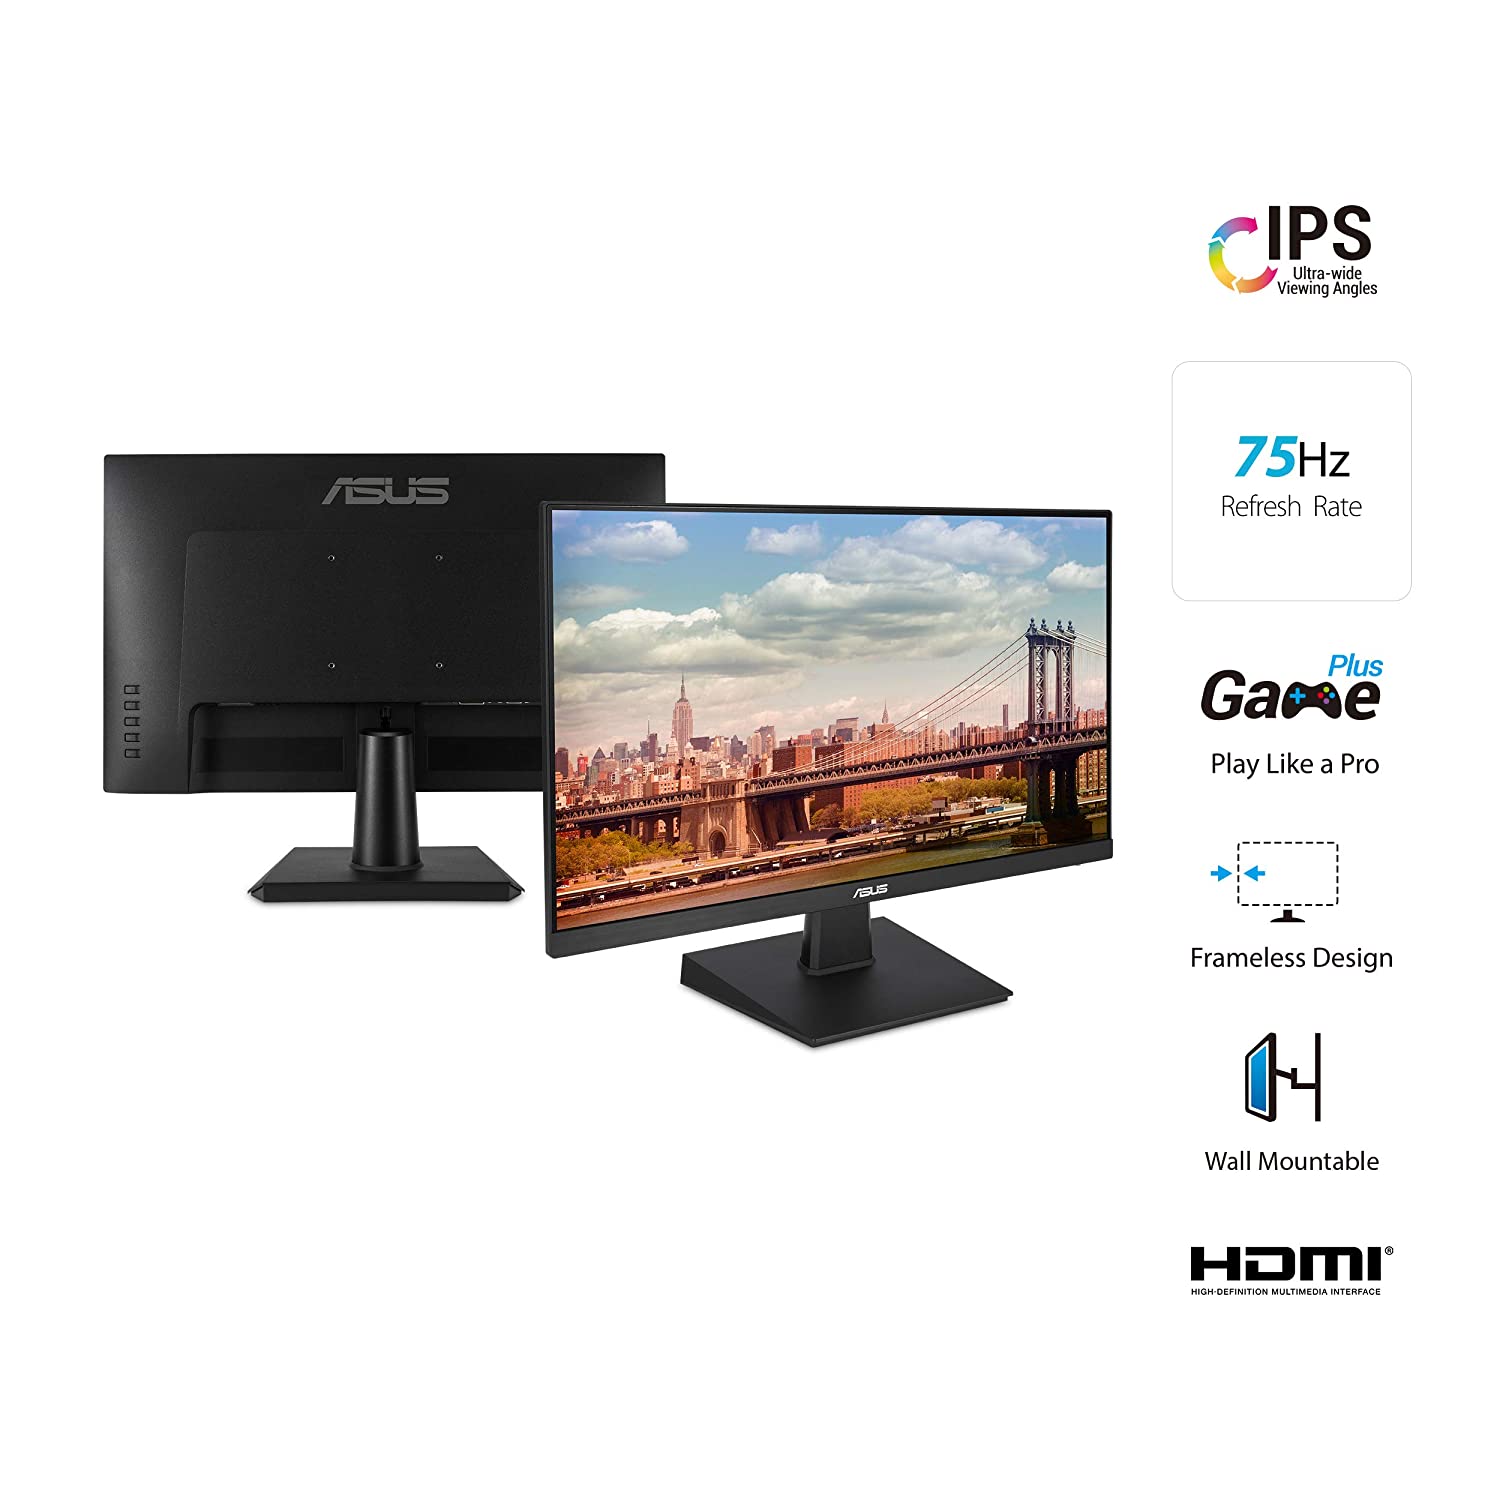 ASUS
ASUS
IPS
Ultra-wide
Viewing Angles
75Hz
Refresh Rate
Game Plus
Play Like a Pro
Frameless Design
Wall Mountable
HDMI®
HIGH-DEFINITION MULTIMEDIA INTERFACE